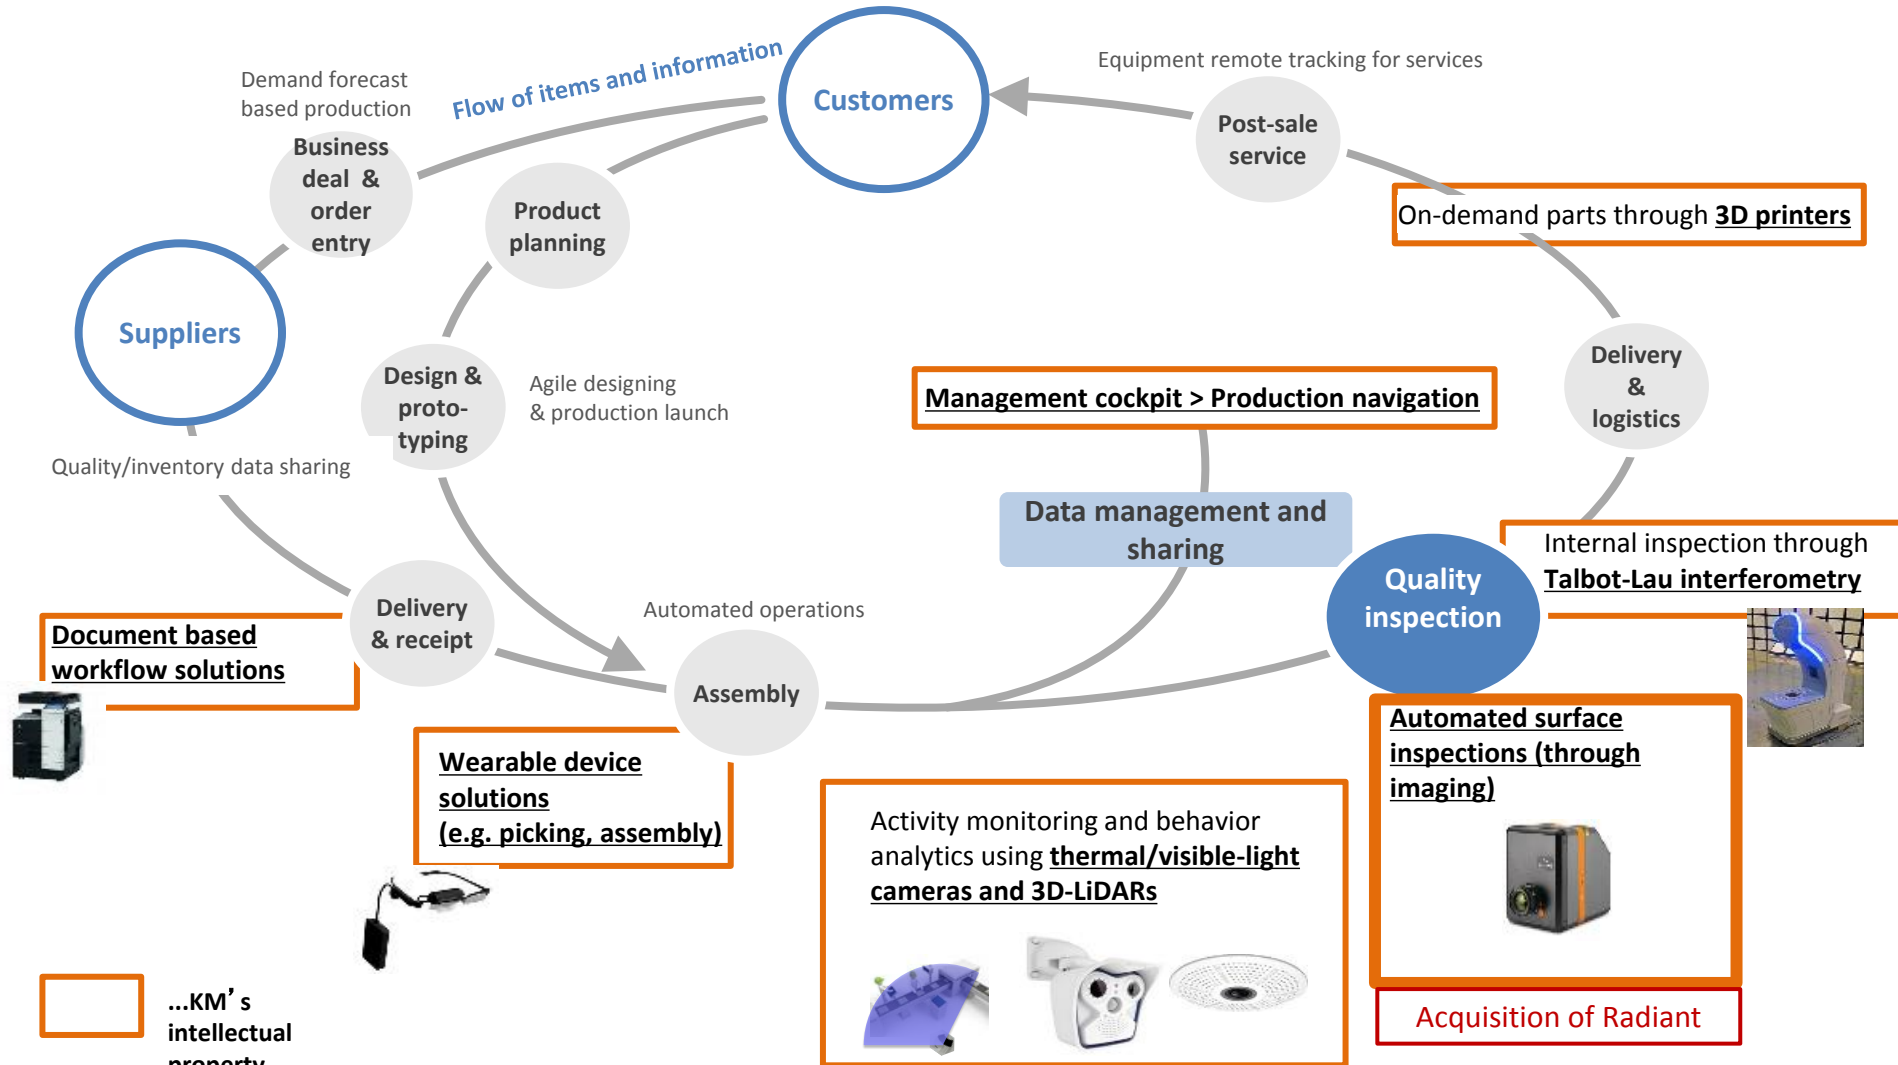 Flow of items and information
Customers
Equipment remote tracking for services
Demand forecast
based production
Business
deal & 
order
entry
Product
planning
Post-sale
service
On-demand parts through 3D printers
Suppliers
Design &
proto-
typing
Agile designing
& production launch
Management cockpit > Production navigation
Delivery
&
logistics
Quality/inventory data sharing
Data management and
sharing
Quality
inspection
Internal inspection through
Talbot-Lau interferometry
Delivery
& receipt
Automated operations
Document based
workflow solutions
Assembly
Wearable device
solutions
(e.g. picking, assembly)
Activity monitoring and behavior
analytics using thermal/visible-light
cameras and 3D-LiDARs
Automated surface
inspections (through
imaging)
Acquisition of Radiant
...KM's
intellectual
property